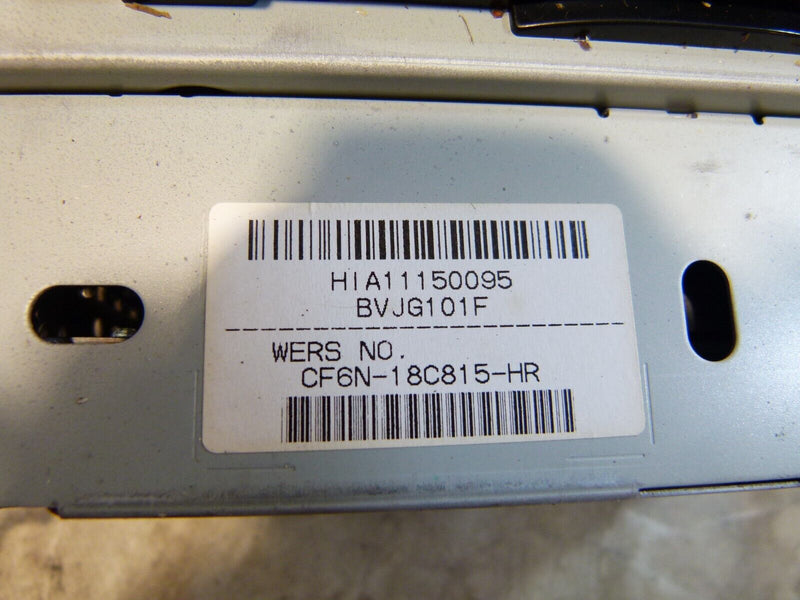 HIA11150095
BVJG101F
WERS NO.
CF6N-18C815-HR